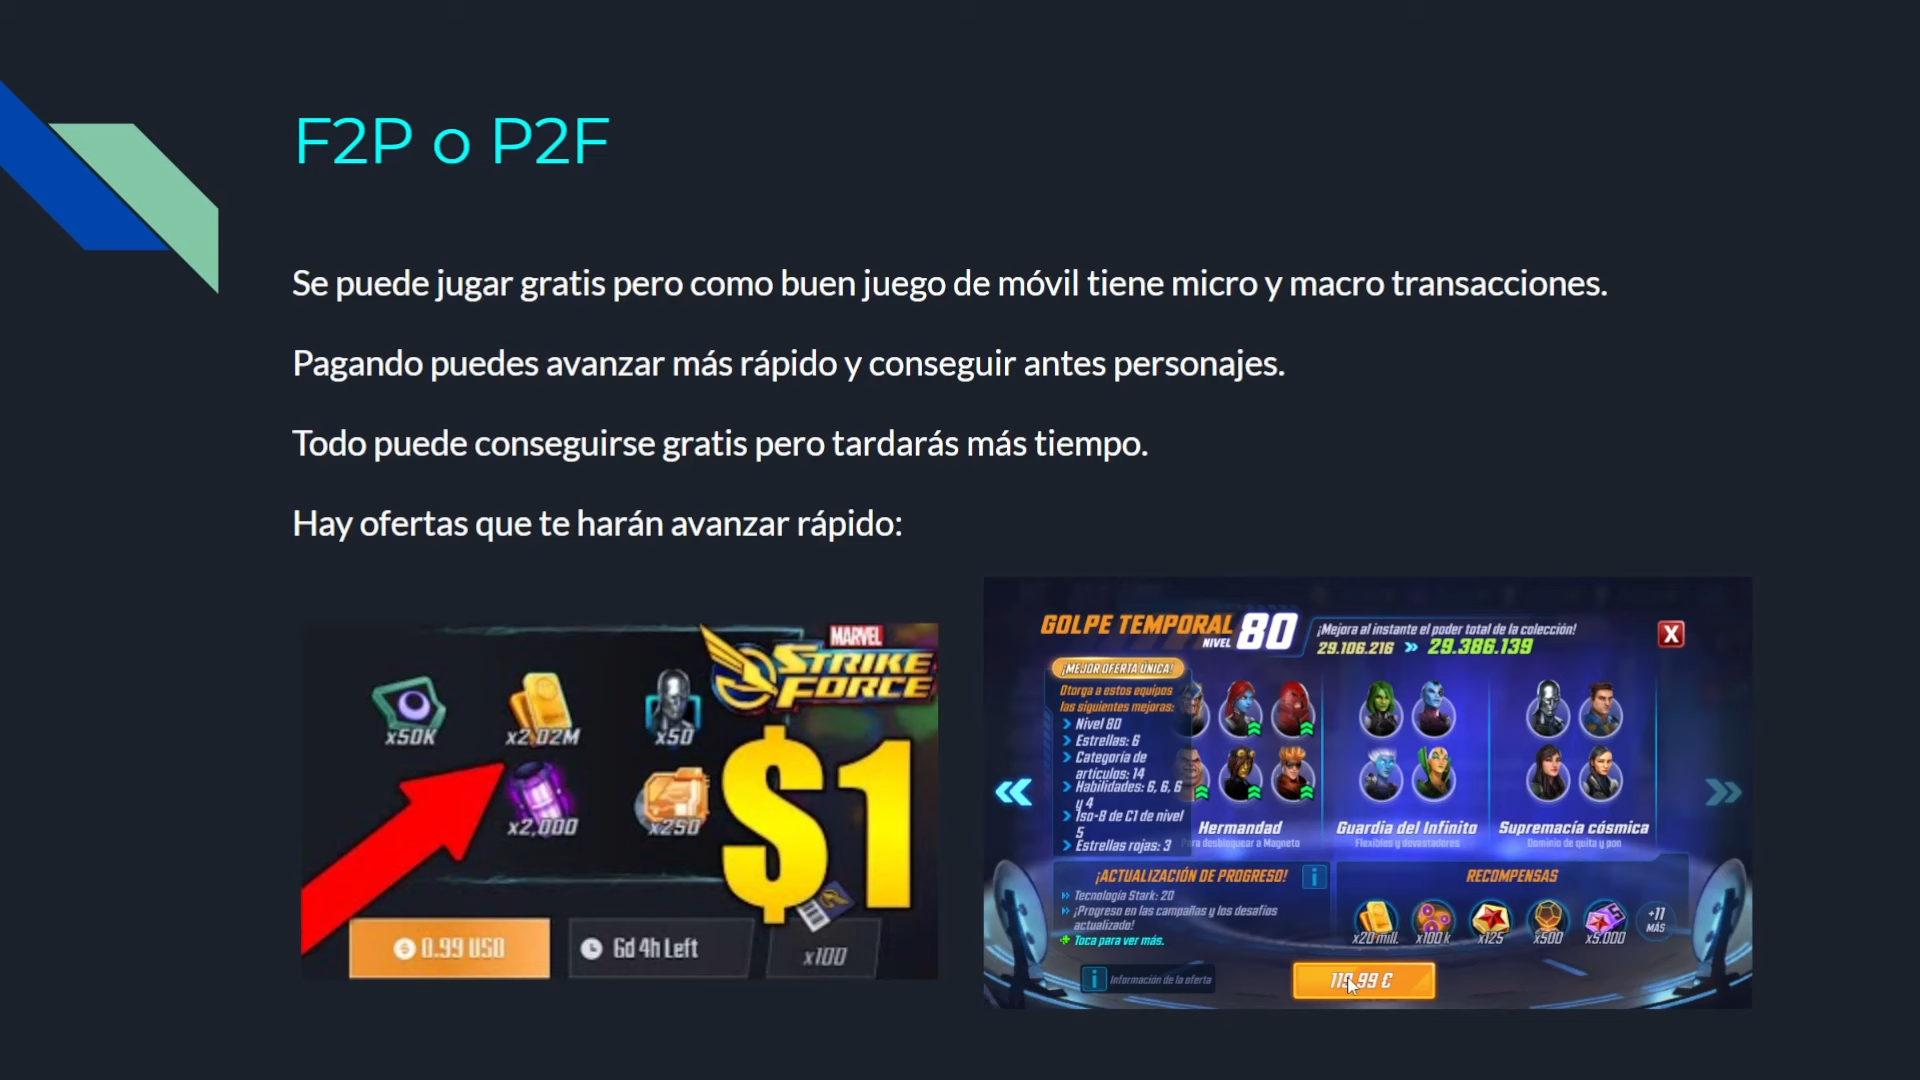 F2P o P2F
Se puede jugar gratis pero como buen juego de móvil tiene micro y macro transacciones.
Pagando puedes avanzar más rápido y conseguir antes personajes.
Todo puede conseguirse gratis pero tardarás más tiempo.
Hay ofertas que te harán avanzar rápido:
MARVEL
STRIKE
FORCE
x50K
x2,02M
x50
x2,000
x250
$1
0.99 USD
6d 4h Left
x100
GOLPE TEMPORAL
NIVEL 80
¡Mejora al instante el poder total de la colección!
29.106.216 » 29.386.139
X
¡MEJOR OFERTA ÚNICA!
Otorga a estos equipos
las siguientes mejoras:
Nivel 80
Estrellas: 6
Categoría de
artículos: 14
Habilidades: 6, 6, 6
y 4
Iso-8 de C1 de nivel
5
Estrellas rojas: 3
Hermandad
para desbloquear a Magneto
Guardia del Infinito
Flexibles y devastadores
Supremacía cósmica
Dominio de quita y pon
¡ACTUALIZACIÓN DE PROGRESO!
i
Tecnología Stark: 20
¡Progreso en las campañas y los desafíos
actualizado!
Toca para ver más.
RECOMPENSAS
x20 mill.
x100 k
x125
x500
x5.000
+11
MÁS
i
Información de la oferta
119,99 €